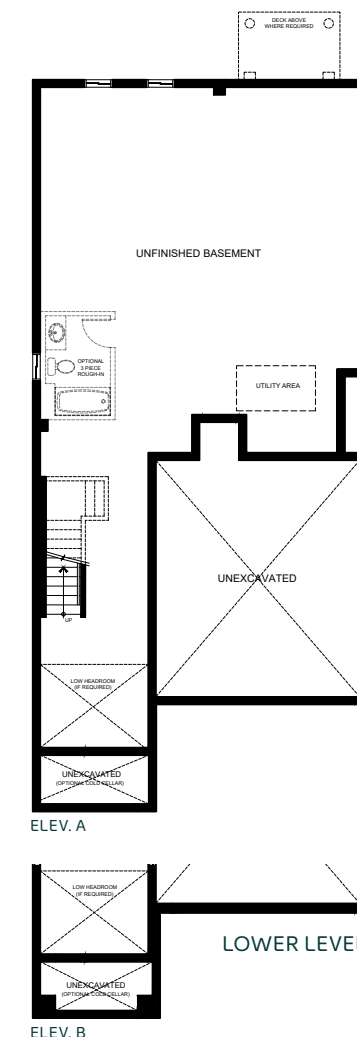 DECK ABOVE
WHERE REQUIRED
UNFINISHED BASEMENT
OPTIONAL
3 PIECE
ROUGH-IN
UTILITY AREA
UNEXCAVATED
UP
LOW HEADROOM
(IF REQUIRED)
UNEXCAVATED
(OPTIONAL COLD CELLAR)
ELEV. A
LOW HEADROOM
(IF REQUIRED)
LOWER LEVEL
UNEXCAVATED
(OPTIONAL COLD CELLAR)
ELEV. B